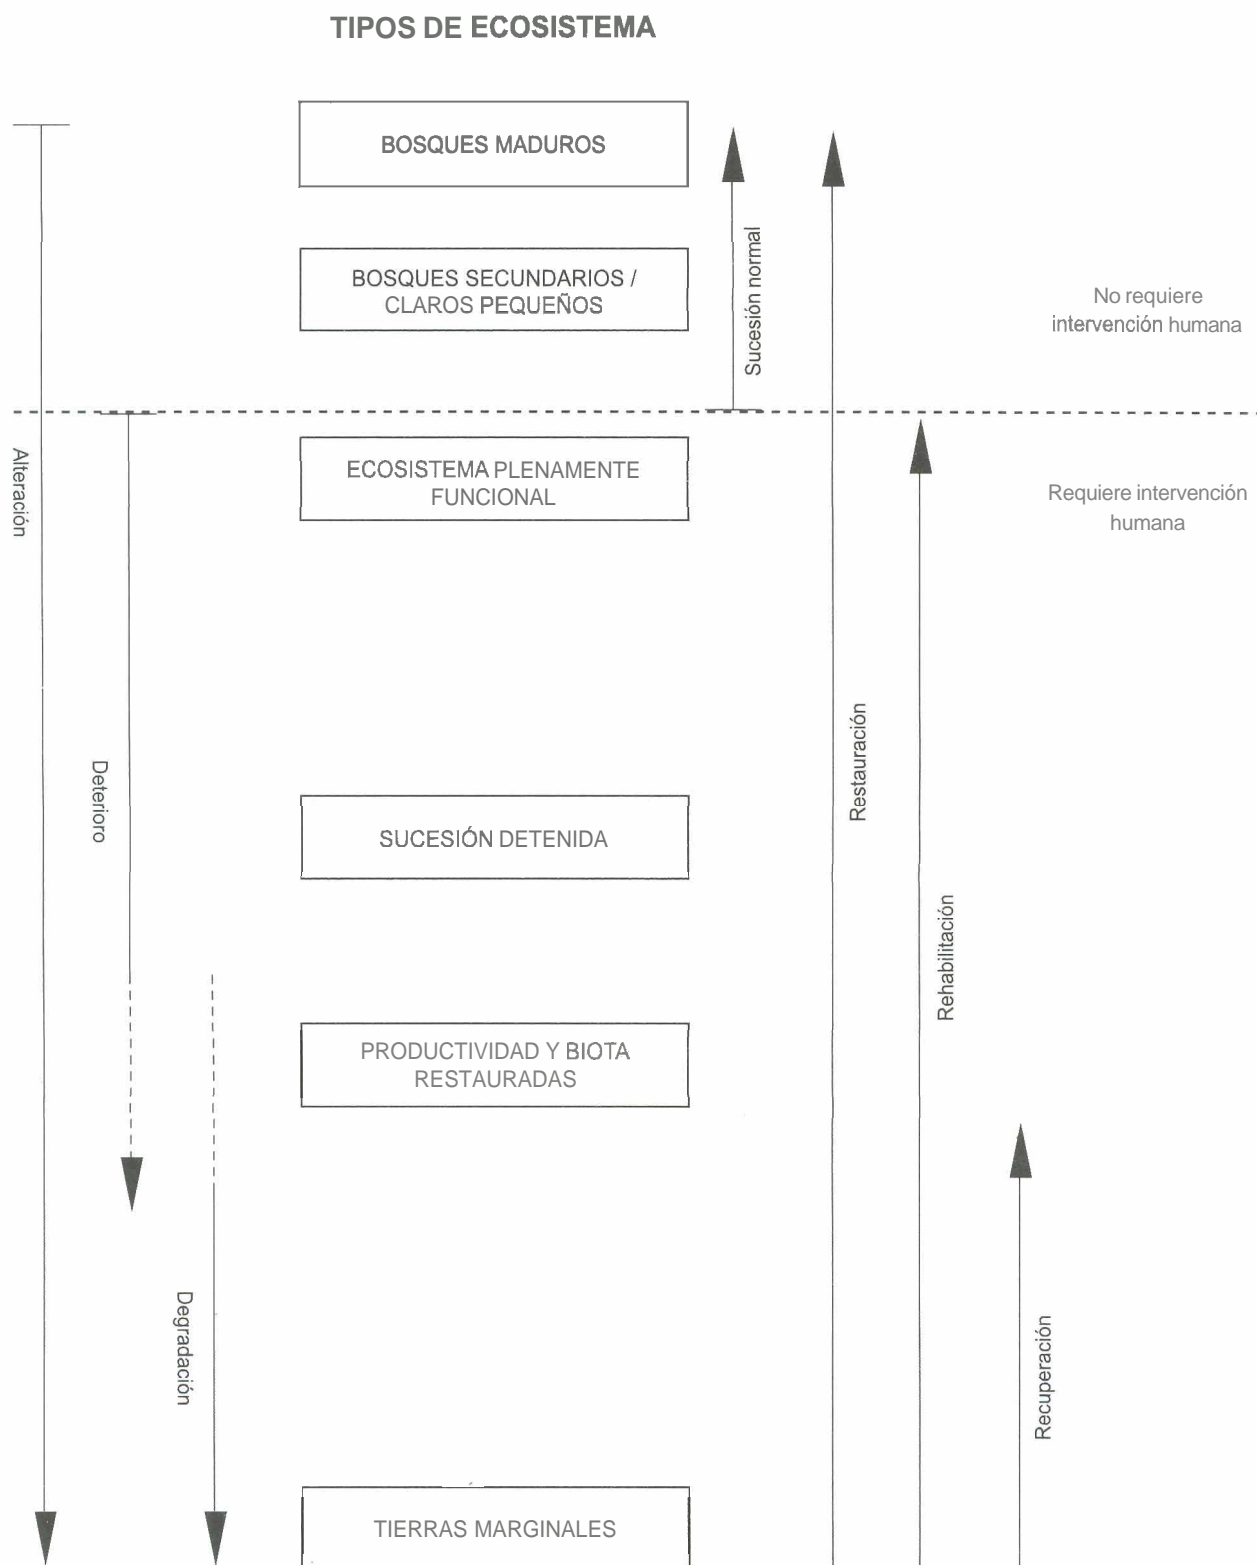 TIPOS DE ECOSISTEMA
BOSQUES MADUROS
BOSQUES SECUNDARIOS /
CLAROS PEQUEÑOS
Sucesión normal
No requiere
intervención humana
Alteración
ECOSISTEMA PLENAMENTE
FUNCIONAL
Requiere intervención
humana
Deterioro
SUCESIÓN DETENIDA
Restauración
Rehabilitación
PRODUCTIVIDAD Y BIOTA
RESTAURADAS
Degradación
Recuperación
TIERRAS MARGINALES